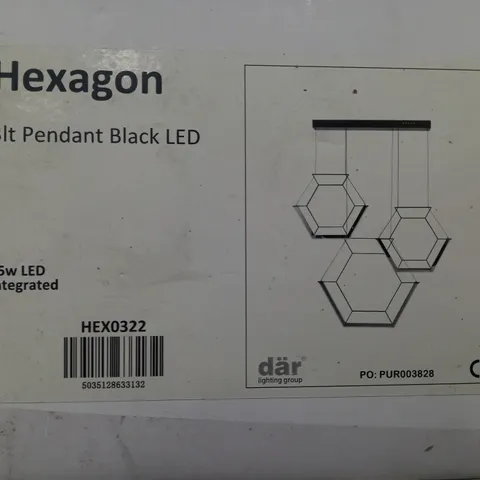 Hexagon
lt Pendant Black LED
5w LED
ntegrated
HEX0322
5035128633132
där®
lighting group
PO: PUR003828